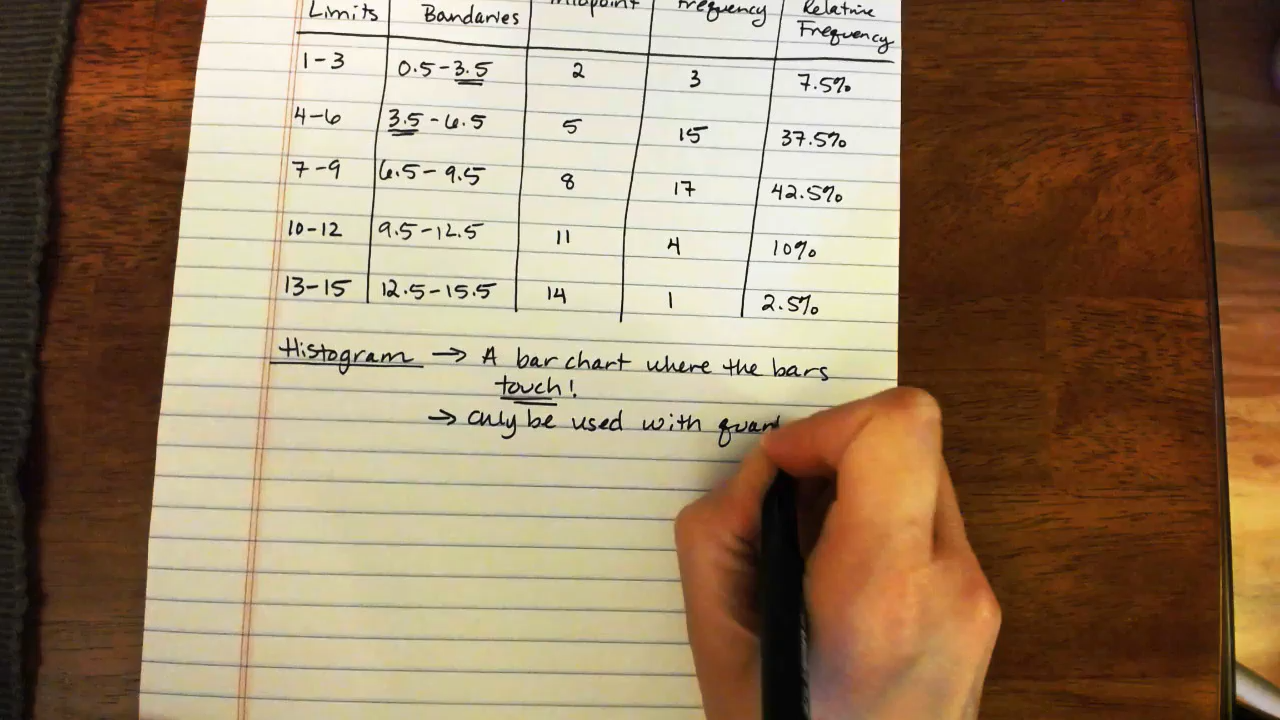 Limits Boundaries Midpoint Frequency Relative Frequency
1-3 0.5-3.5 2 3 7.5%
4-6 3.5-6.5 5 15 37.5%
7-9 6.5-9.5 8 17 42.5%
10-12 9.5-12.5 11 4 10%
13-15 12.5-15.5 14 1 2.5%
Histogram → A bar chart where the bars
touch!
→ Only be used with quant